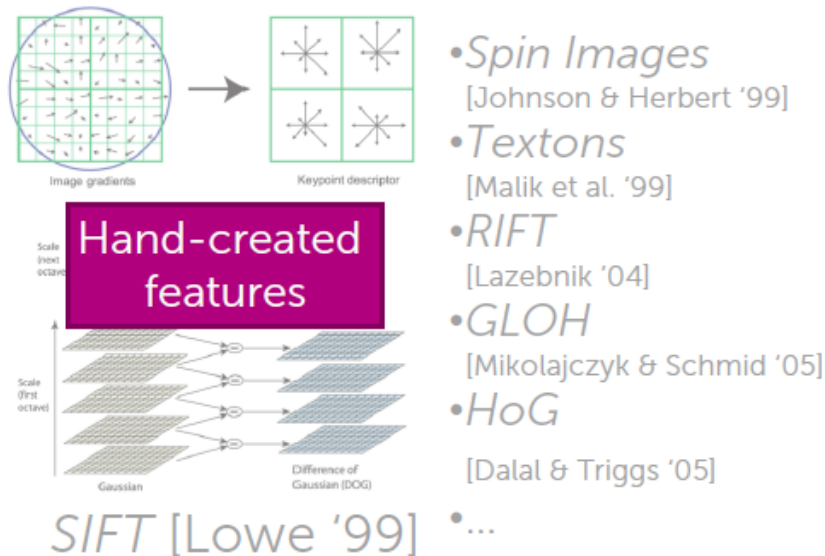 Image gradients
Keypoint descriptor
Hand-created
features
Scale
(next
octave
Scale
(first
octave)
Gaussian
Difference of
Gaussian (DOG)
SIFT [Lowe '99]
•Spin Images
[Johnson & Herbert '99]
•Textons
[Malik et al. '99]
•RIFT
[Lazebnik '04]
•GLOH
[Mikolajczyk & Schmid '05]
•HoG
[Dalal & Triggs '05]
•...